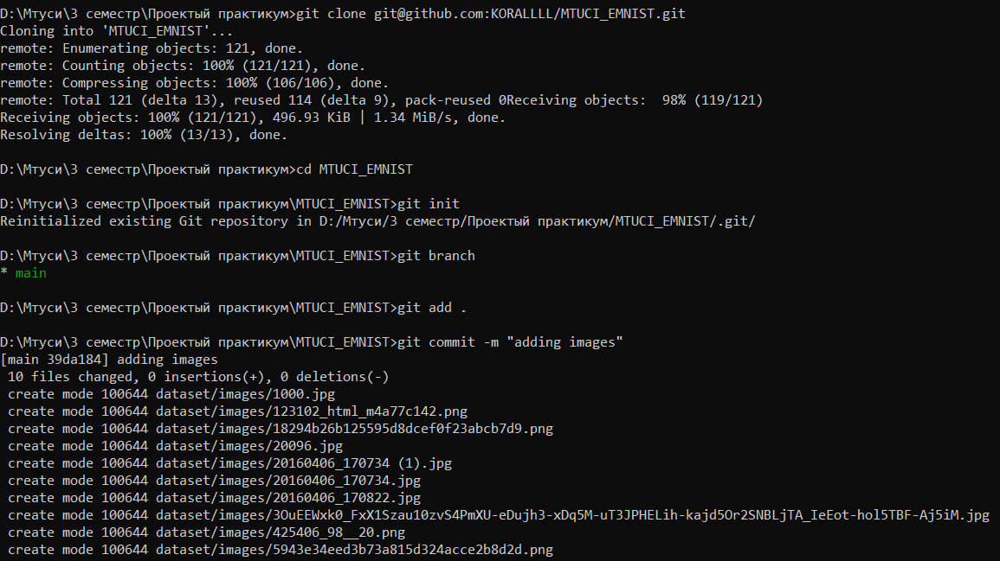 D:\Мтуси\3 семестр\Проектый практикум>git clone git@github.com:KORALLLL/MTUCI_EMNIST.git
Cloning into 'MTUCI_EMNIST'...
remote: Enumerating objects: 121, done.
remote: Counting objects: 100% (121/121), done.
remote: Compressing objects: 100% (106/106), done.
remote: Total 121 (delta 13), reused 114 (delta 9), pack-reused 0Receiving objects:  98% (119/121)
Receiving objects: 100% (121/121), 496.93 KiB | 1.34 MiB/s, done.
Resolving deltas: 100% (13/13), done.
D:\Мтуси\3 семестр\Проектый практикум>cd MTUCI_EMNIST
D:\Мтуси\3 семестр\Проектый практикум\MTUCI_EMNIST>git init
Reinitialized existing Git repository in D:/Мтуси/3 семестр/Проектый практикум/MTUCI_EMNIST/.git/
D:\Мтуси\3 семестр\Проектый практикум\MTUCI_EMNIST>git branch
* main
D:\Мтуси\3 семестр\Проектый практикум\MTUCI_EMNIST>git add .
D:\Мтуси\3 семестр\Проектый практикум\MTUCI_EMNIST>git commit -m "adding images"
[main 39da184] adding images
 10 files changed, 0 insertions(+), 0 deletions(-)
 create mode 100644 dataset/images/1000.jpg
 create mode 100644 dataset/images/123102_html_m4a77c142.png
 create mode 100644 dataset/images/18294b26b125595d8dcef0f23abcb7d9.png
 create mode 100644 dataset/images/20096.jpg
 create mode 100644 dataset/images/20160406_170734 (1).jpg
 create mode 100644 dataset/images/20160406_170734.jpg
 create mode 100644 dataset/images/20160406_170822.jpg
 create mode 100644 dataset/images/3OuEEWxk0_FxX1Szau10zvS4PmXU-eDujh3-xDq5M-uT3JPHELih-kajd5Or2SNBLjTA_IeEot-hol5TBF-Aj5iM.jpg
 create mode 100644 dataset/images/425406_98__20.png
 create mode 100644 dataset/images/5943e34eed3b73a815d324acce2b8d2d.png